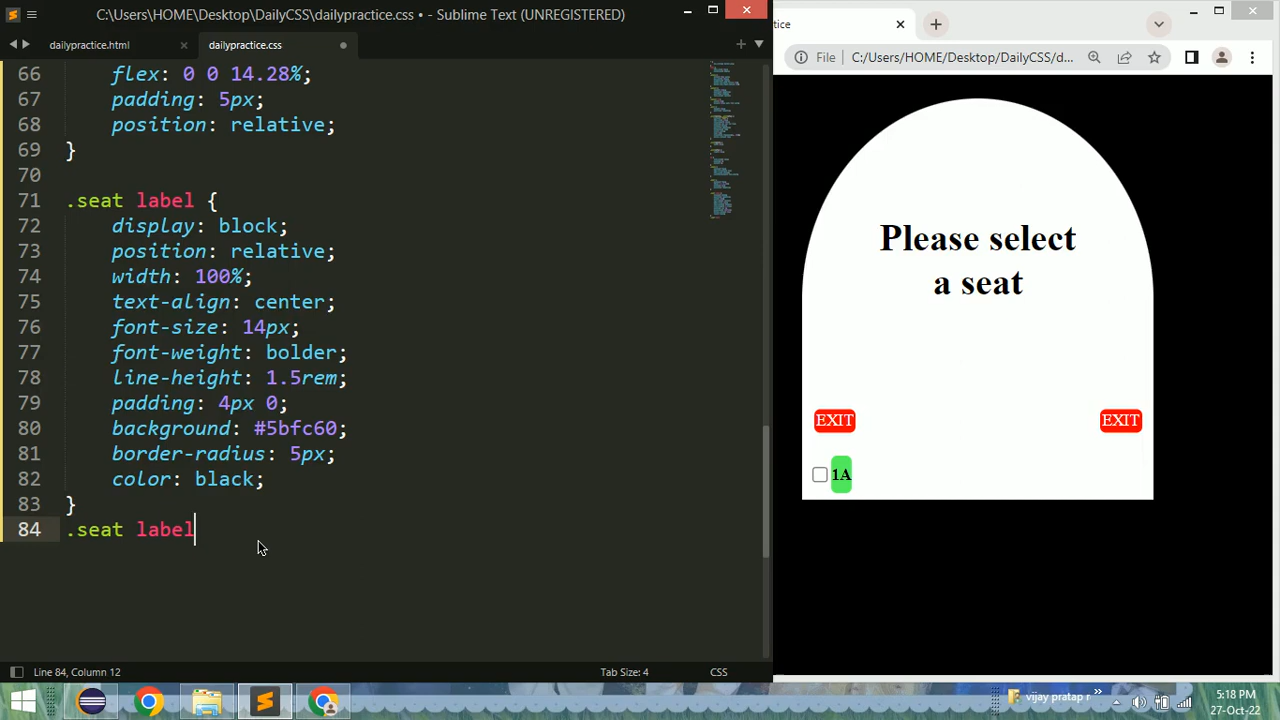 C:\Users\HOME\Desktop\DailyCSS\dailypractice.css • - Sublime Text (UNREGISTERED)
dailypractice.html
dailypractice.css
66 flex: 0 0 14.28%;
67 padding: 5px;
68 position: relative;
69 }
70
71 .seat label {
72 display: block;
73 position: relative;
74 width: 100%;
75 text-align: center;
76 font-size: 14px;
77 font-weight: bolder;
78 line-height: 1.5rem;
79 padding: 4px 0;
80 background: #5bfc60;
81 border-radius: 5px;
82 color: black;
83 }
84 .seat label
Line 84, Column 12
Tab Size: 4
CSS
tice
File
C:/Users/HOME/Desktop/DailyCSS/d...
Please select
a seat
EXIT
EXIT
1A
vijay pratap r
5:18 PM
27-Oct-22